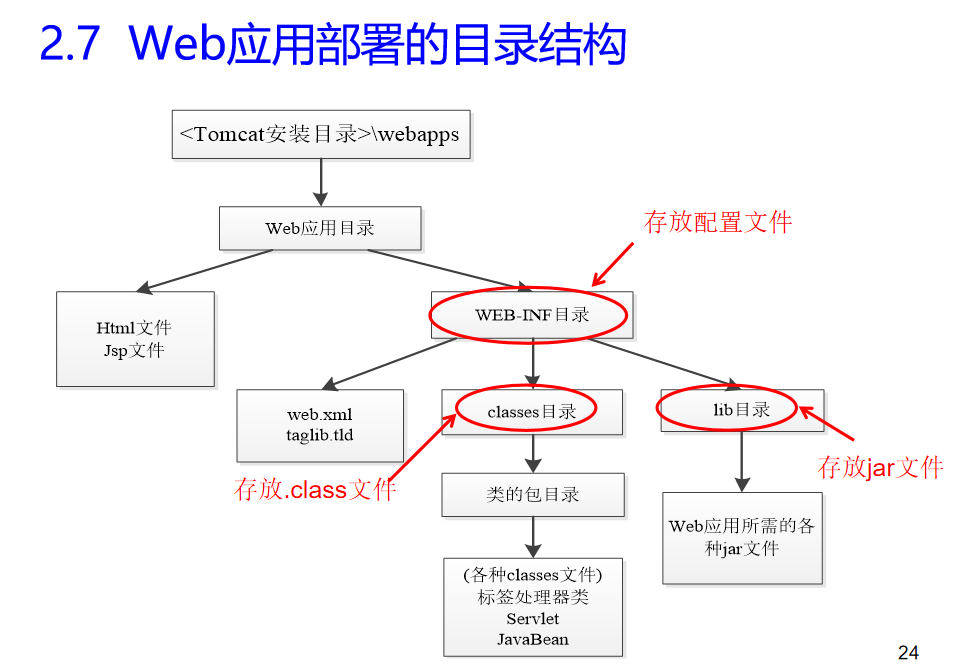 2.7 Web应用部署的目录结构
<Tomcat安装目录>\webapps
Web应用目录
存放配置文件
Html文件
Jsp文件
WEB-INF目录
web.xml
taglib.tld
classes目录
lib目录
存放.class文件
存放jar文件
类的包目录
Web应用所需的各
种jar文件
(各种classes文件)
标签处理器类
Servlet
JavaBean
24